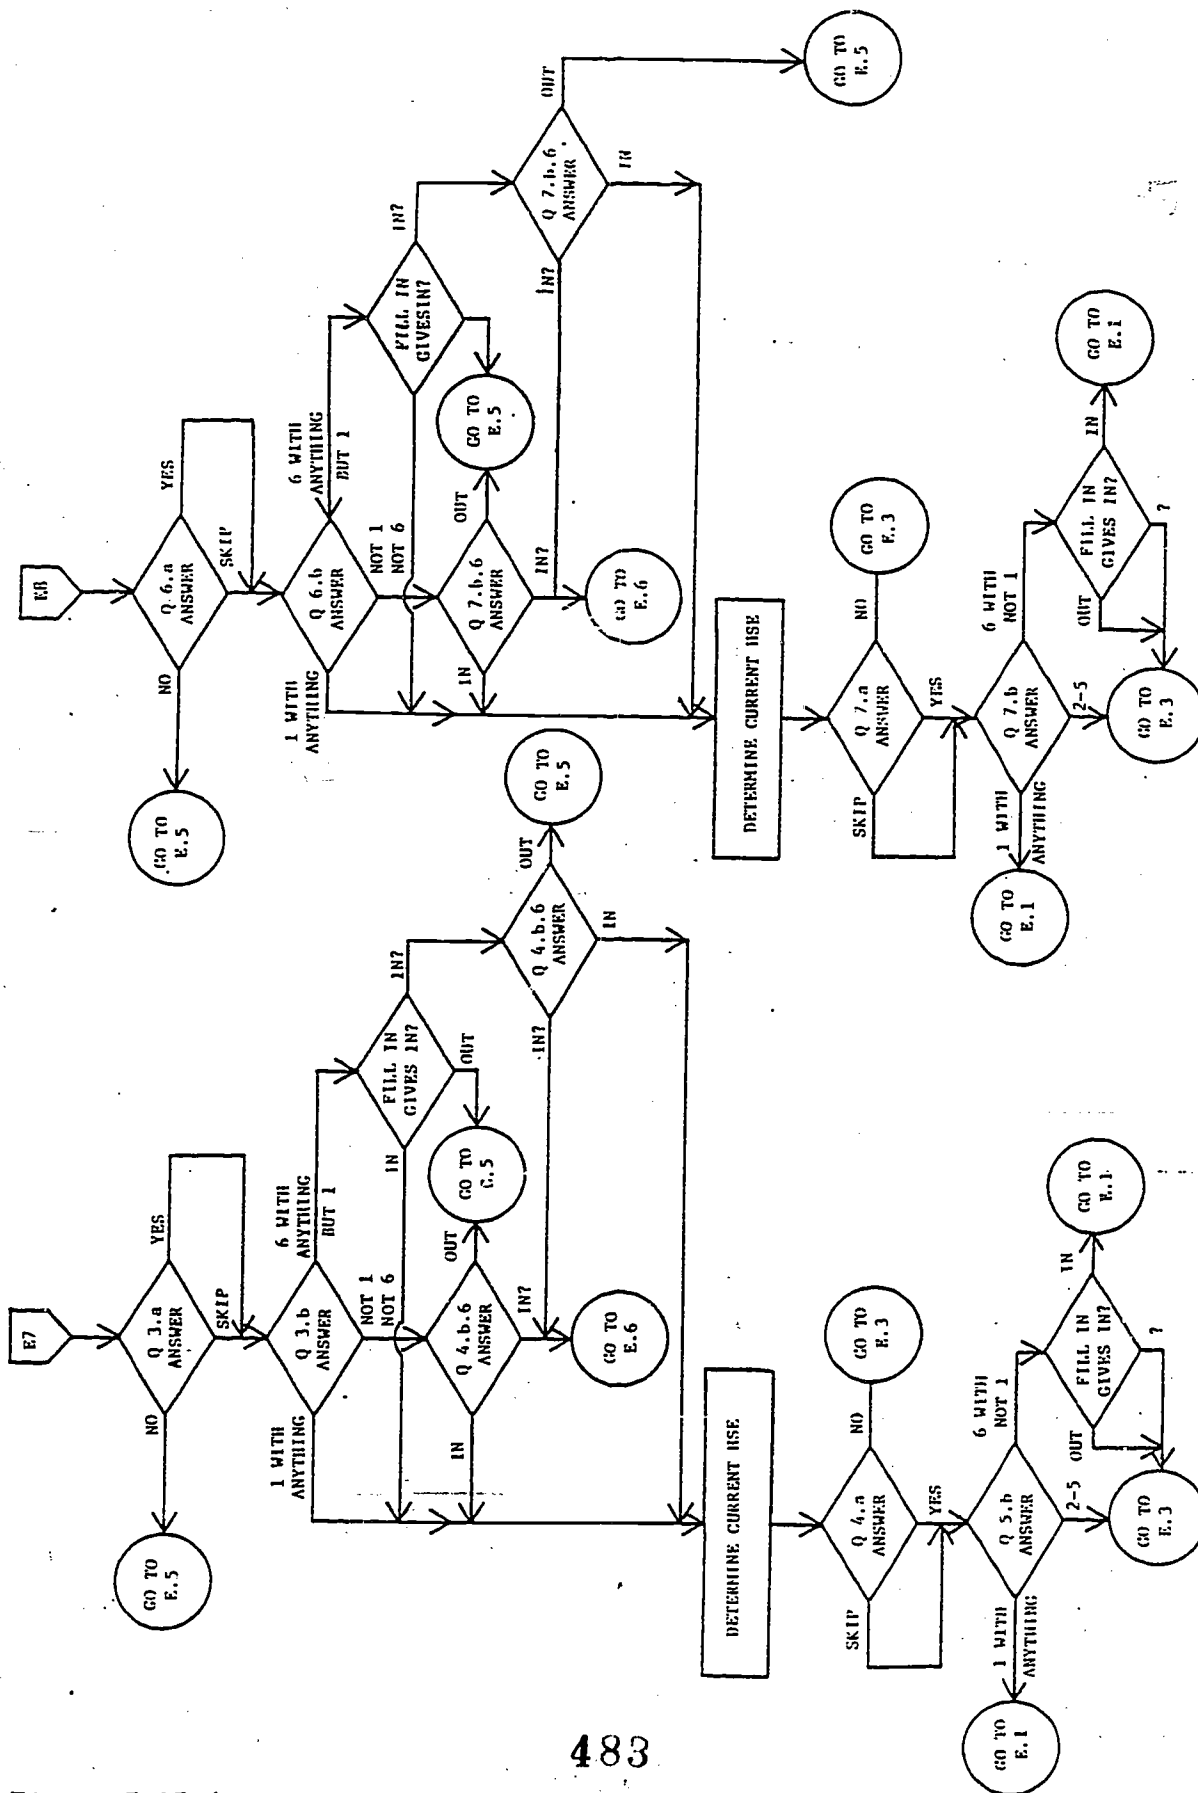 E7
Q 3.a
ANSWER
NO
YES
SKIP
GO TO
E.5
Q 3.b
ANSWER
1 WITH
ANYTHING
6 WITH
ANYTHING
BUT 1
NOT 1
NOT 6
FILL IN
GIVES IN?
IN
IN?
OUT
GO TO
C.5
Q 4.b.6
ANSWER
IN
OUT
IN?
GO TO
E.6
Q 4.b.6
ANSWER
IN?
OUT
IN
GO TO
E.5
DETERMINE CURRENT HSE
Q 4.a
ANSWER
SKIP
NO
YES
GO TO
E.3
Q 5.b
ANSWER
1 WITH
ANYTHING
2-5
6 WITH
NOT 1
GO TO
E.1
GO TO
E.3
FILL IN
GIVES IN?
OUT
IN
?
GO TO
E.1
E8
Q 6.a
ANSWER
NO
YES
SKIP
GO TO
E.5
Q 6.b
ANSWER
1 WITH
ANYTHING
6 WITH
ANYTHING
BUT 1
NOT 1
NOT 6
FILL IN
GIVESIN?
IN?
GO TO
E.5
Q 7.b.6
ANSWER
IN
OUT
IN?
GO TO
E.6
Q 7.b.6
ANSWER
IN?
OUT
IN
GO TO
E.5
DETERMINE CURRENT HSE
Q 7.a
ANSWER
SKIP
NO
YES
GO TO
E.3
Q 7.b
ANSWER
1 WITH
ANYTHING
2-5
6 WITH
NOT 1
GO TO
E.1
GO TO
E.3
FILL IN
GIVES IN?
OUT
IN
?
GO TO
E.1
483